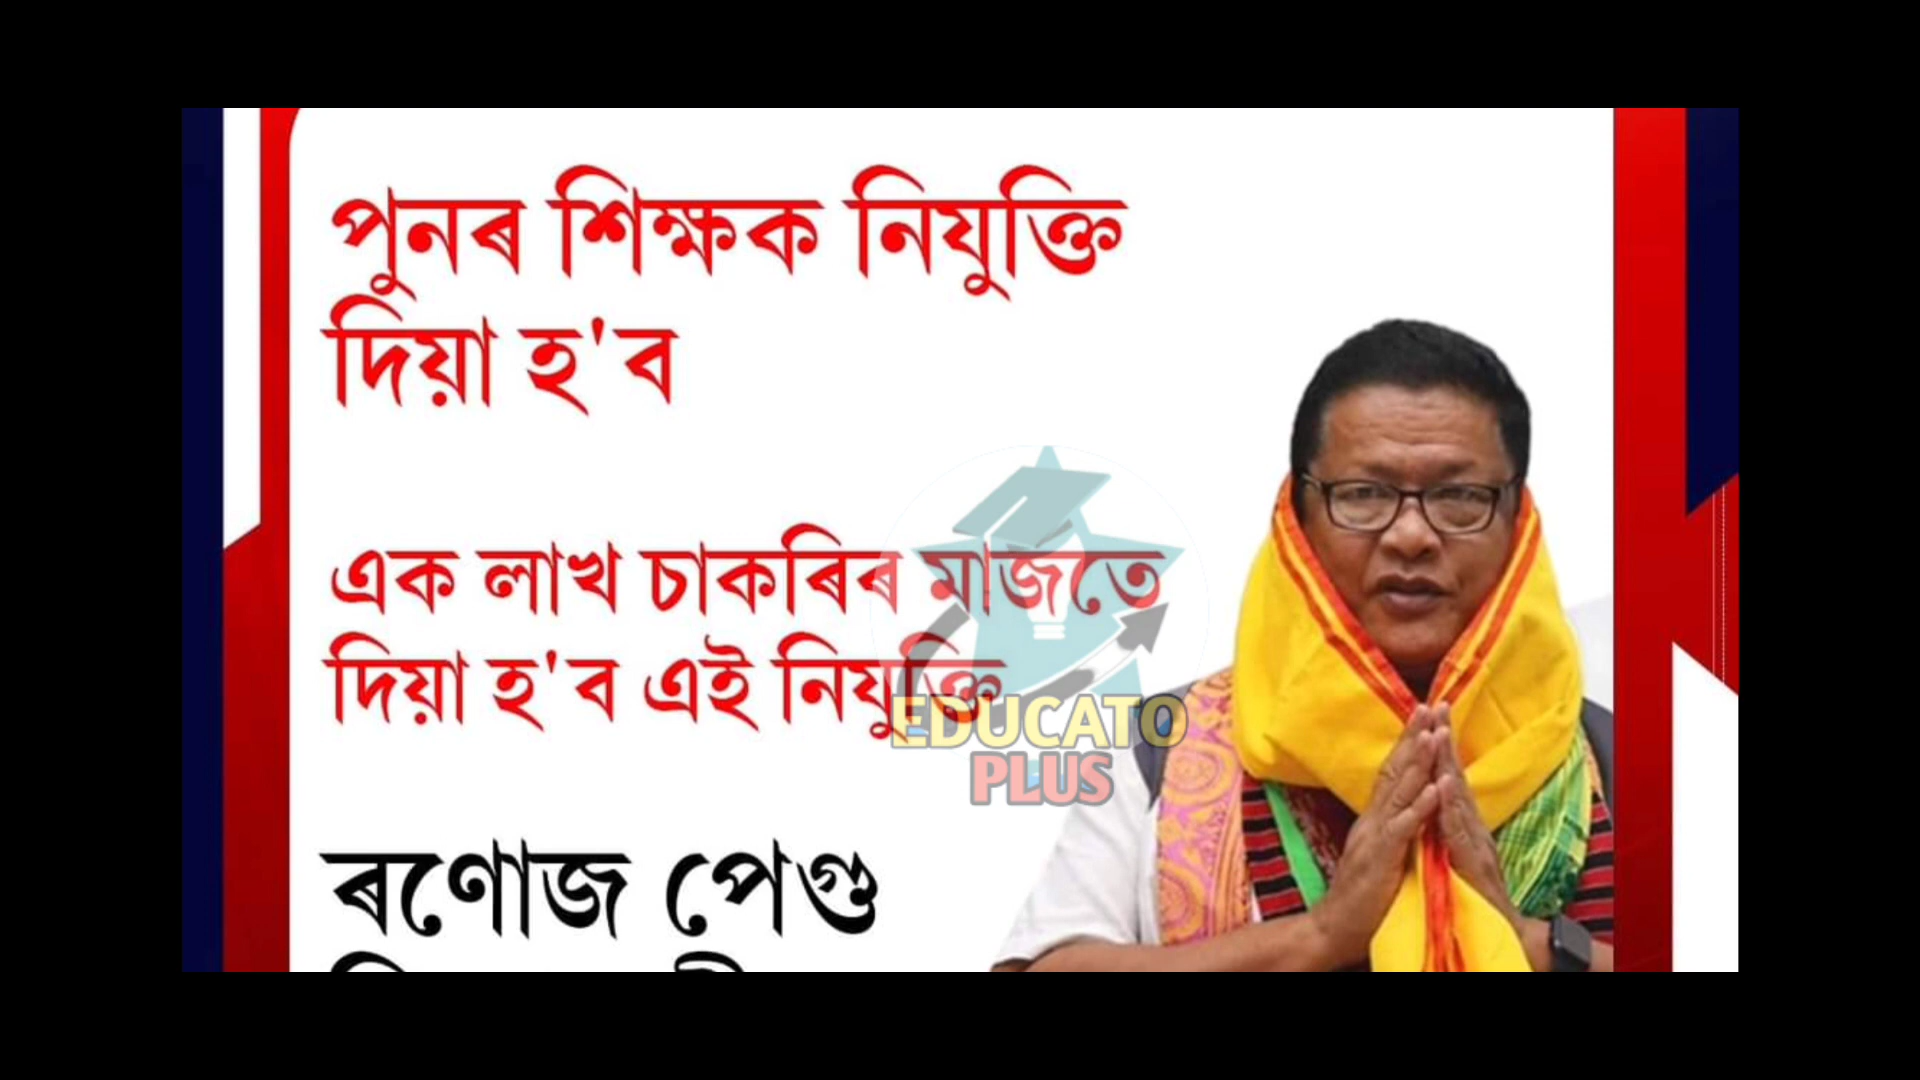 পুনৰ শিক্ষক নিযুক্তি
দিয়া হ'ব
এক লাখ চাকৰিৰ মাজতে
দিয়া হ'ব এই নিযুক্তি
EDUCATO
PLUS
ৰণোজ পেগু